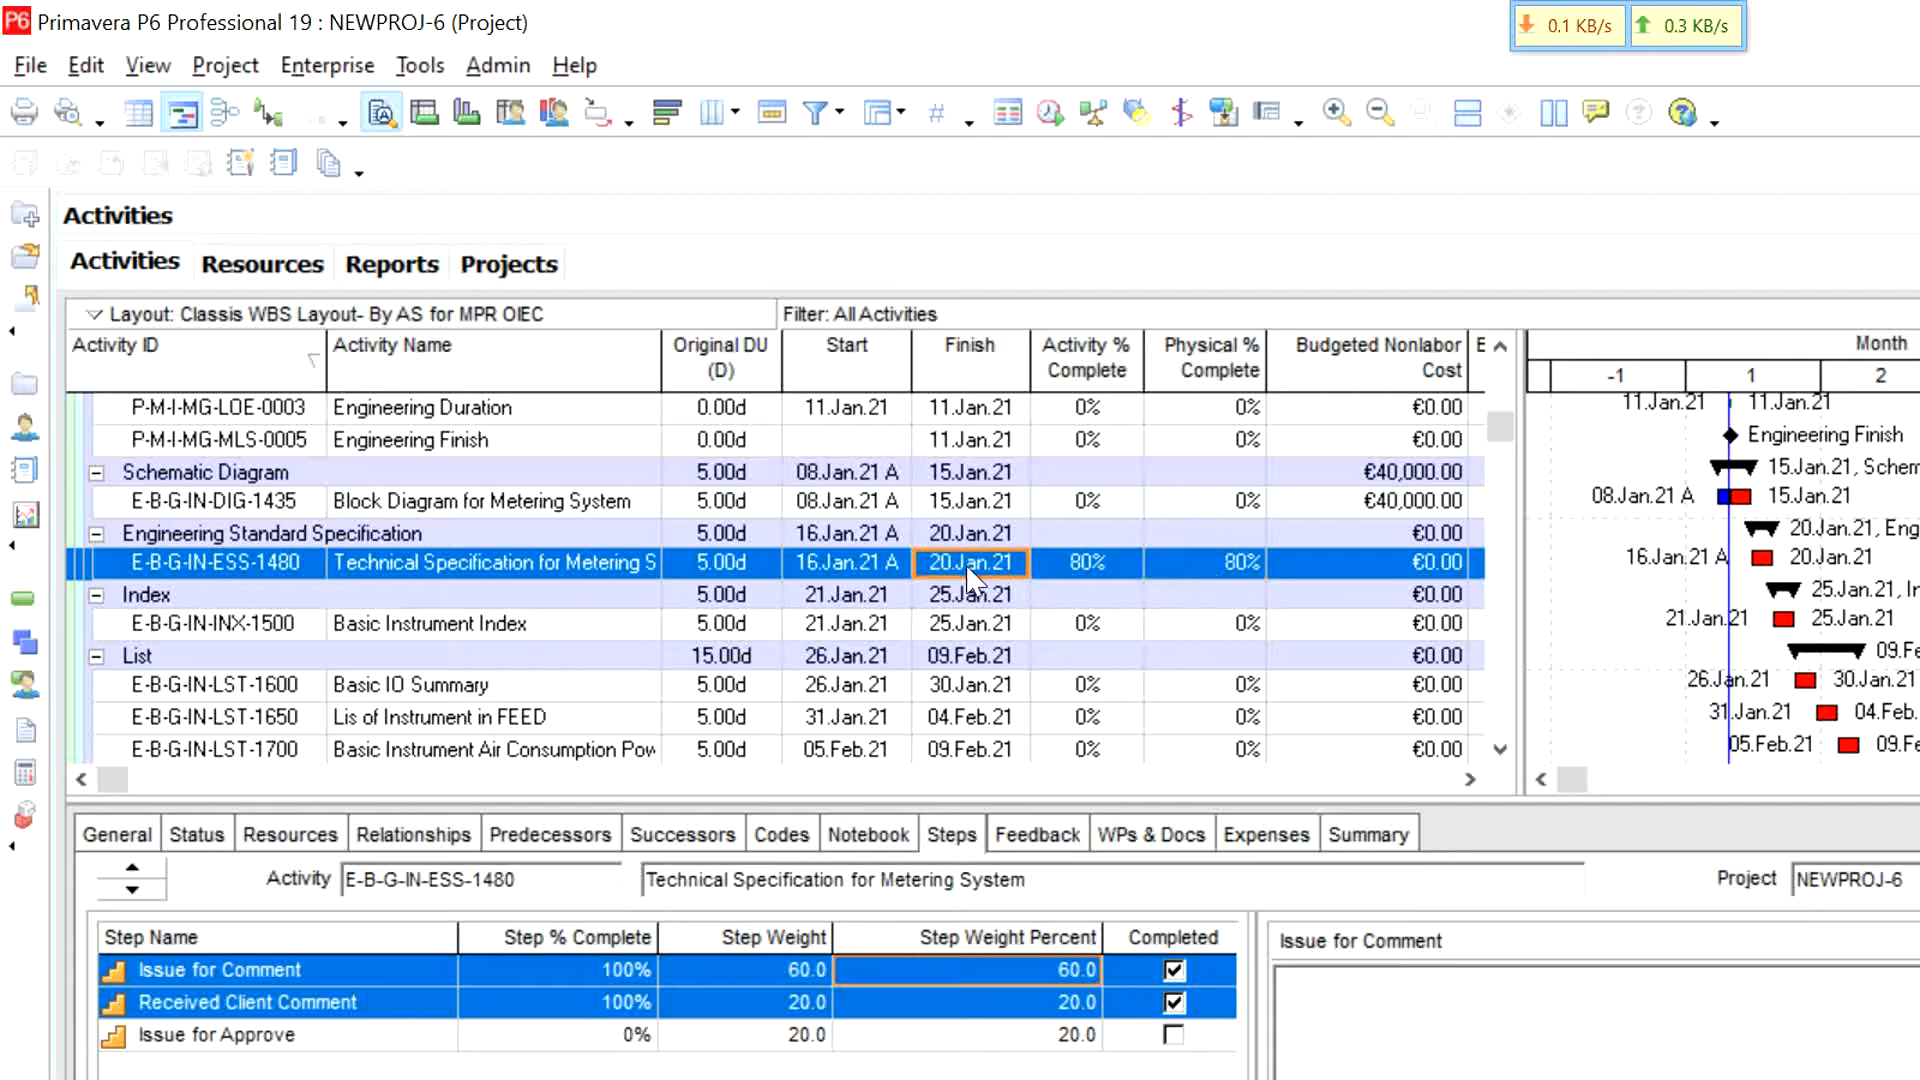 P6 Primavera P6 Professional 19 : NEWPROJ-6 (Project)
0.1 KB/s 0.3 KB/s
File Edit View Project Enterprise Tools Admin Help
Activities
Activities Resources Reports Projects
Layout: Classis WBS Layout- By AS for MPR OIEC Filter: All Activities
Activity ID Activity Name Original DU (D) Start Finish Activity % Complete Physical % Complete Budgeted Nonlabor Cost E Month
-1 1 2
P-M-I-MG-LOE-0003 Engineering Duration 0.00d 11.Jan.21 11.Jan.21 0% 0% €0.00 11.Jan.21 11.Jan.21
P-M-I-MG-MLS-0005 Engineering Finish 0.00d 11.Jan.21 0% 0% €0.00 Engineering Finish
Schematic Diagram 5.00d 08.Jan.21 A 15.Jan.21 €40,000.00 15.Jan.21, Schem
E-B-G-IN-DIG-1435 Block Diagram for Metering System 5.00d 08.Jan.21 A 15.Jan.21 0% 0% €40,000.00 08.Jan.21 A 15.Jan.21
Engineering Standard Specification 5.00d 16.Jan.21 A 20.Jan.21 €0.00 20.Jan.21, Eng
E-B-G-IN-ESS-1480 Technical Specification for Metering S 5.00d 16.Jan.21 A 20.Jan.21 80% 80% €0.00 16.Jan.21 A 20.Jan.21
Index 5.00d 21.Jan.21 25.Jan.21 €0.00 25.Jan.21, In
E-B-G-IN-INX-1500 Basic Instrument Index 5.00d 21.Jan.21 25.Jan.21 0% 0% €0.00 21.Jan.21 25.Jan.21
List 15.00d 26.Jan.21 09.Feb.21 €0.00 09.Fe
E-B-G-IN-LST-1600 Basic IO Summary 5.00d 26.Jan.21 30.Jan.21 0% 0% €0.00 26.Jan.21 30.Jan.21
E-B-G-IN-LST-1650 Lis of Instrument in FEED 5.00d 31.Jan.21 04.Feb.21 0% 0% €0.00 31.Jan.21 04.Feb.
E-B-G-IN-LST-1700 Basic Instrument Air Consumption Pow 5.00d 05.Feb.21 09.Feb.21 0% 0% €0.00 05.Feb.21 09.Fe
General Status Resources Relationships Predecessors Successors Codes Notebook Steps Feedback WPs & Docs Expenses Summary
Activity E-B-G-IN-ESS-1480 Technical Specification for Metering System Project NEWPROJ-6
Step Name Step % Complete Step Weight Step Weight Percent Completed Issue for Comment
Issue for Comment 100% 60.0 60.0
Received Client Comment 100% 20.0 20.0
Issue for Approve 0% 20.0 20.0